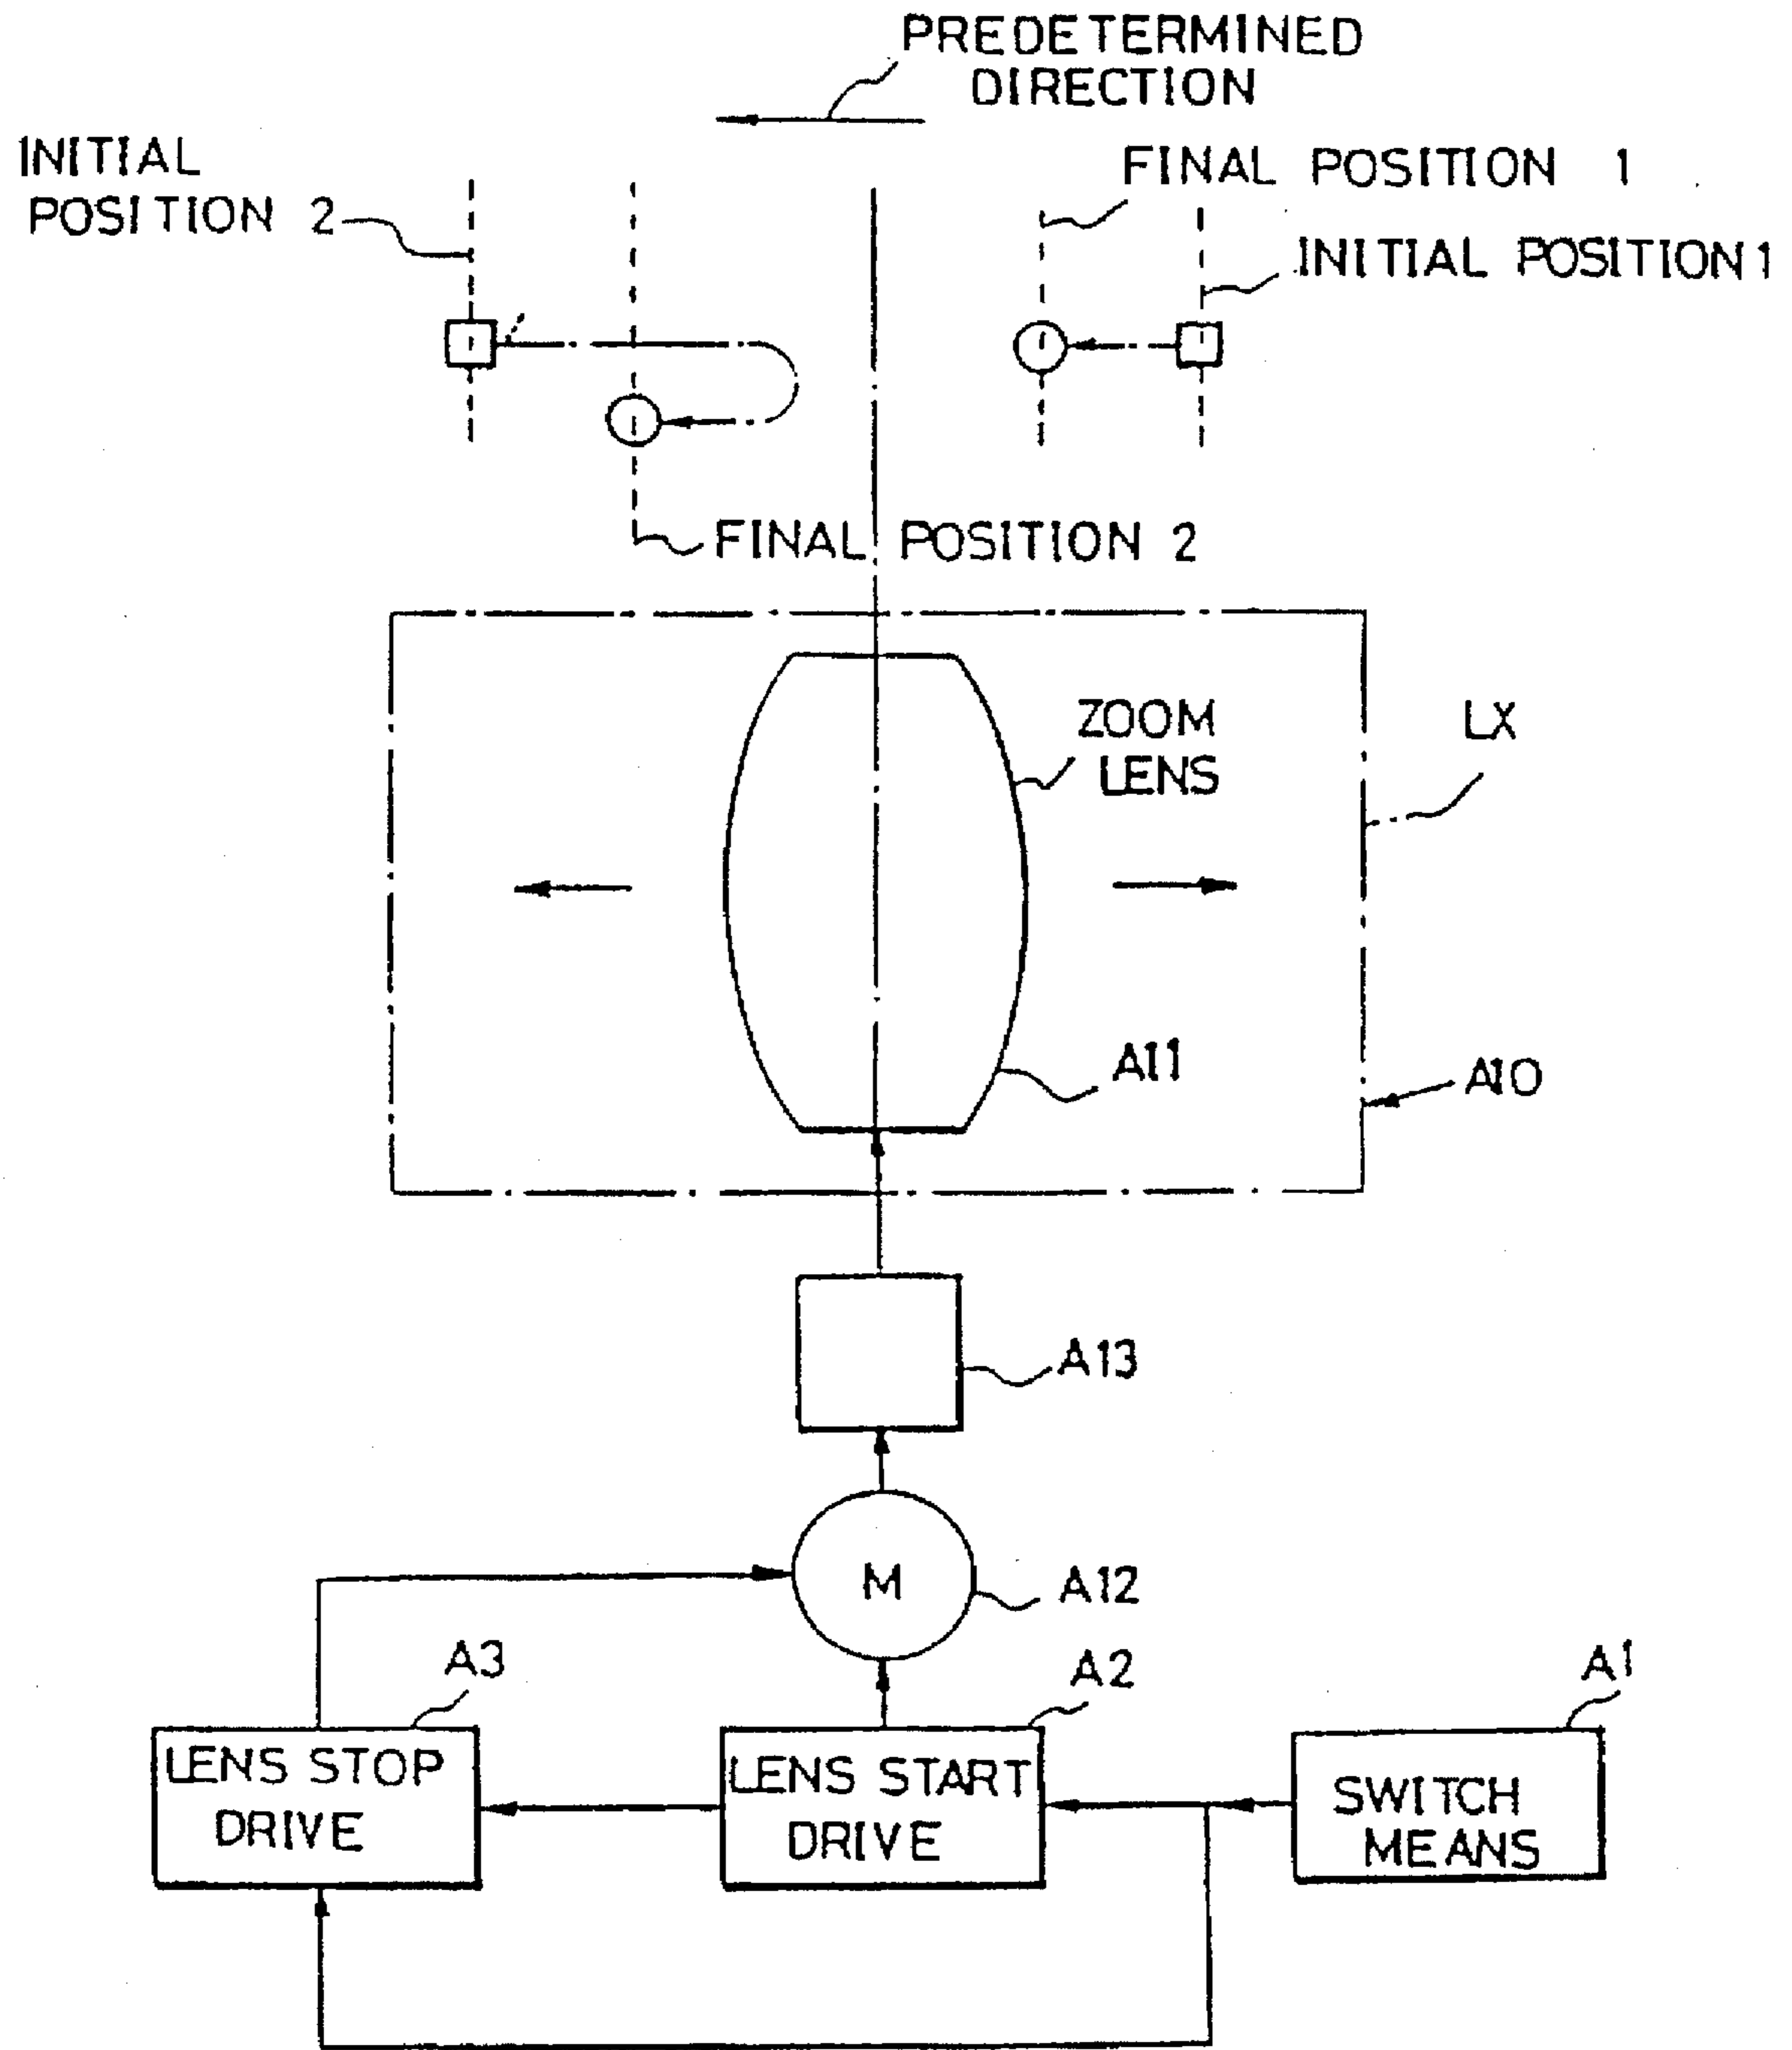 PREDETERMINED
DIRECTION
INITIAL
POSITION 2
FINAL POSITION 1
INITIAL POSITION 1
FINAL POSITION 2
ZOOM
LENS
LX
A11
A10
A13
M
A12
A3
A2
A1
LENS STOP
DRIVE
LENS START
DRIVE
SWITCH
MEANS